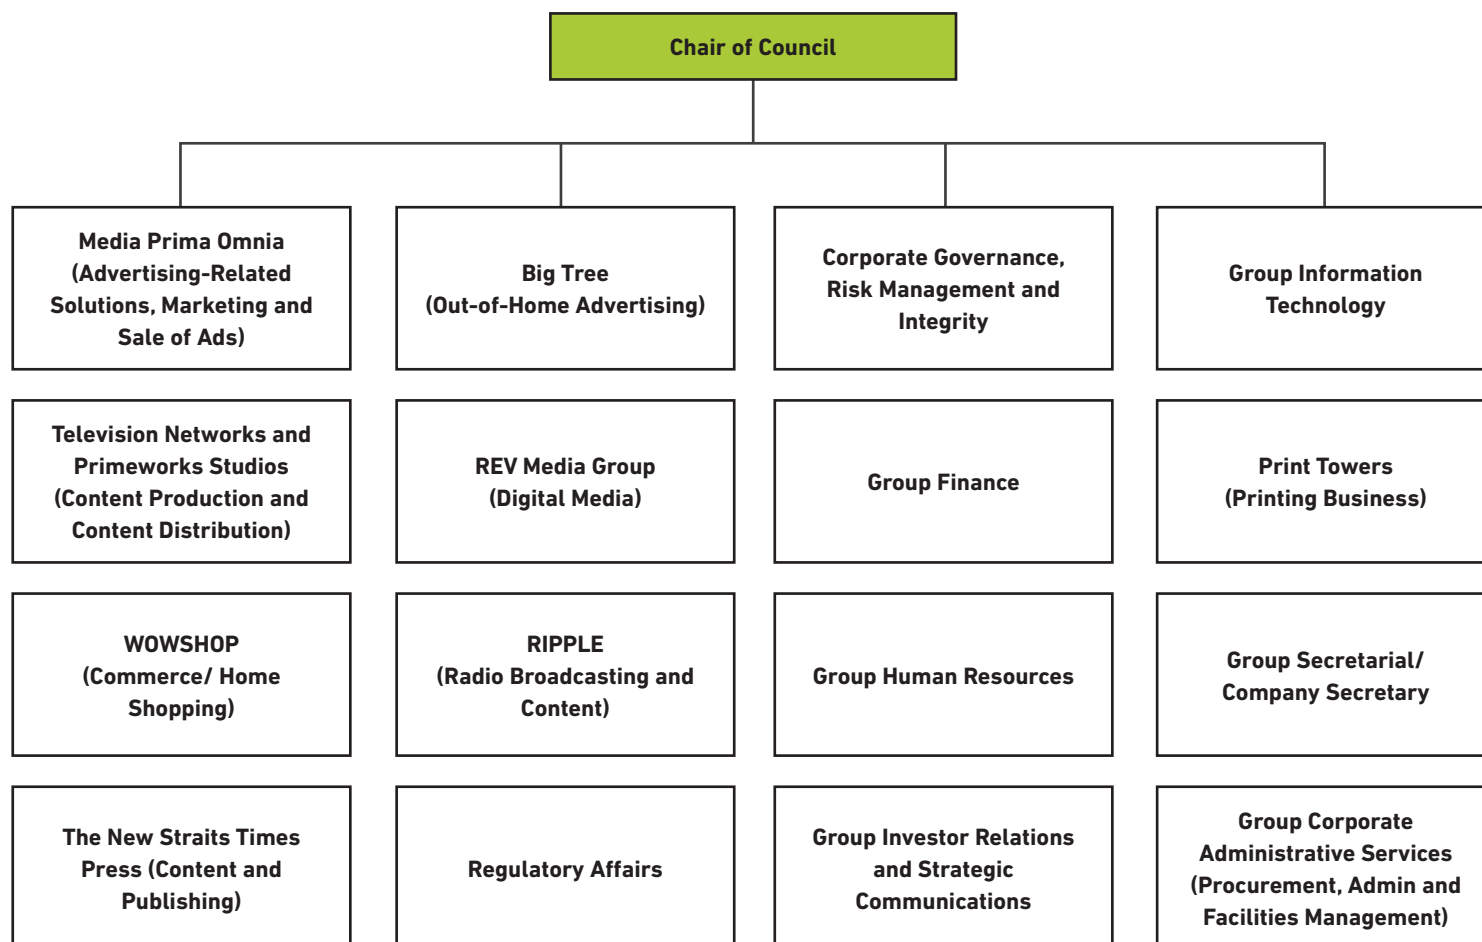 Chair of Council
Media Prima Omnia
(Advertising-Related
Solutions, Marketing and
Sale of Ads)
Big Tree
(Out-of-Home Advertising)
Corporate Governance,
Risk Management and
Integrity
Group Information
Technology
Television Networks and
Primeworks Studios
(Content Production and
Content Distribution)
REV Media Group
(Digital Media)
Group Finance
Print Towers
(Printing Business)
WOWSHOP
(Commerce/ Home
Shopping)
RIPPLE
(Radio Broadcasting and
Content)
Group Human Resources
Group Secretarial/
Company Secretary
The New Straits Times
Press (Content and
Publishing)
Regulatory Affairs
Group Investor Relations
and Strategic
Communications
Group Corporate
Administrative Services
(Procurement, Admin and
Facilities Management)